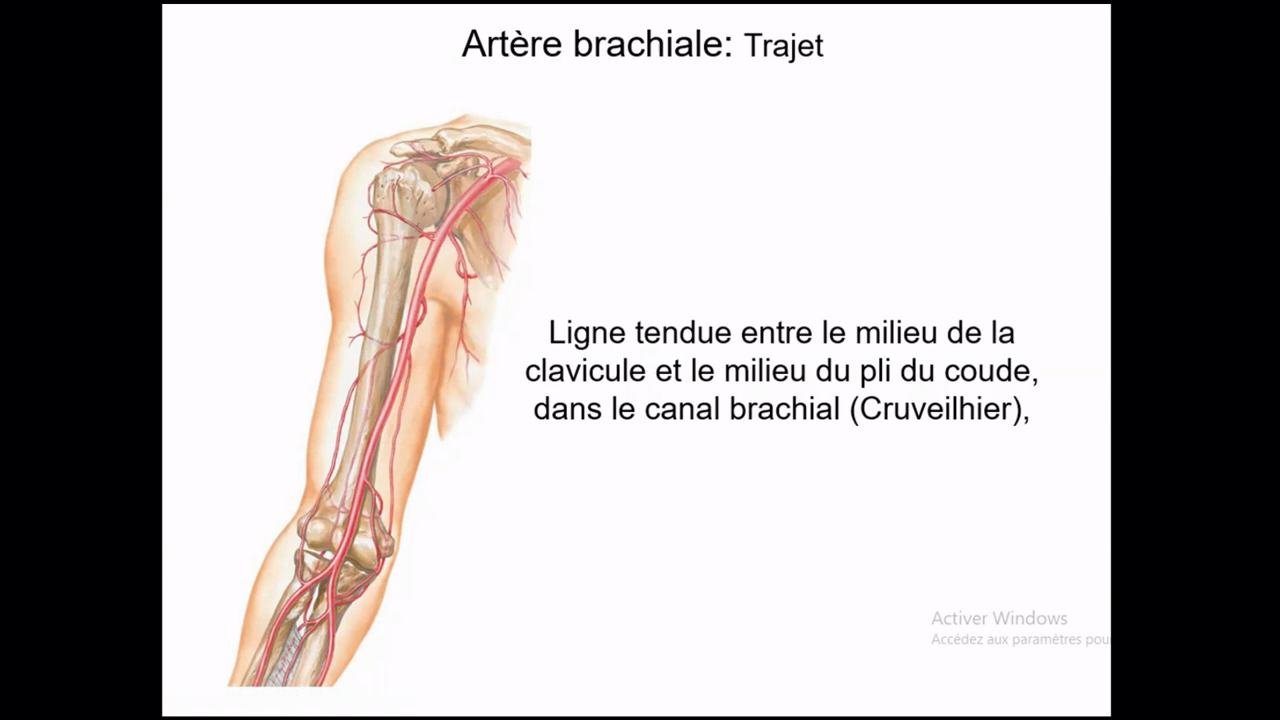 Artère brachiale: Trajet
Ligne tendue entre le milieu de la
clavicule et le milieu du pli du coude,
dans le canal brachial (Cruveilhier),
Activer Windows
Accédez aux paramètres pou